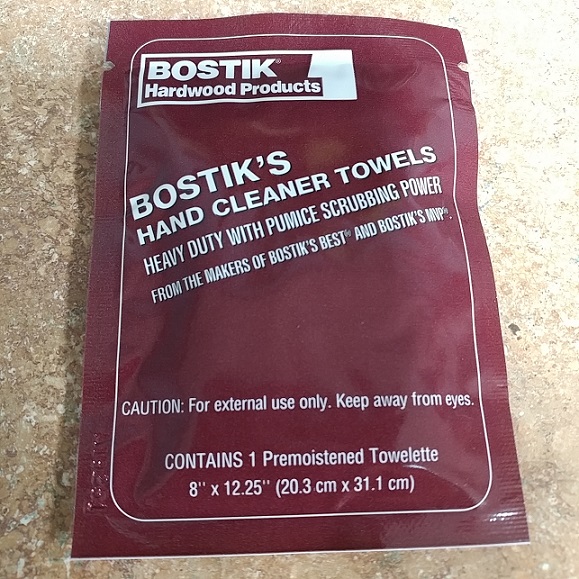 BOSTIK®
Hardwood Products
BOSTIK'S
HAND CLEANER TOWELS
HEAVY DUTY WITH PUMICE SCRUBBING POWER
FROM THE MAKERS OF BOSTIK'S BEST® AND BOSTIK'S MVP®.
CAUTION: For external use only. Keep away from eyes.
CONTAINS 1 Premoistened Towelette
8" x 12.25" (20.3 cm x 31.1 cm)